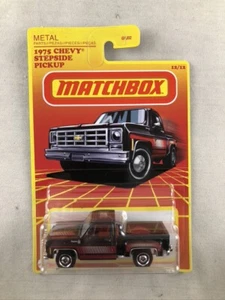 METAL
1975 CHEVY
STEPSIDE
PICKUP
MATCHBOX